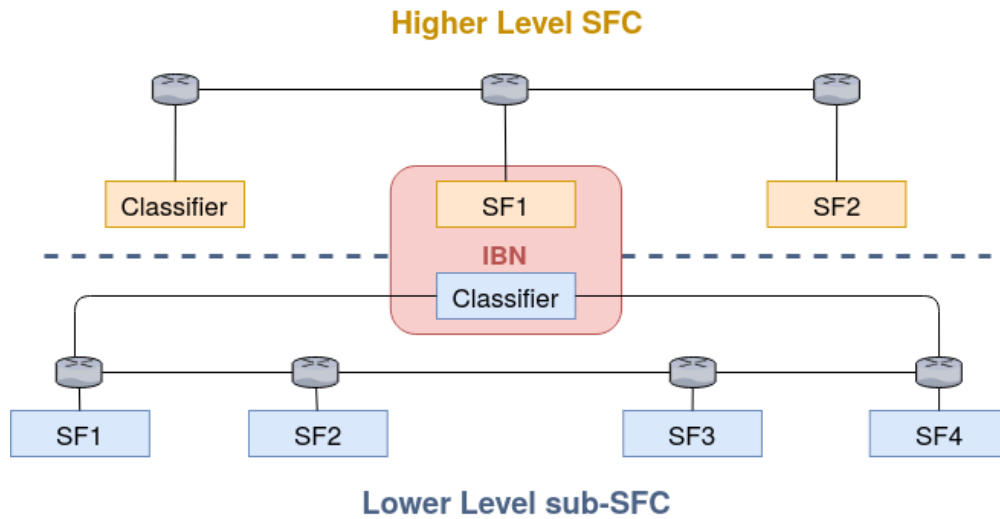 Higher Level SFC
Classifier
SF1
SF2
IBN
Classifier
SF1
SF2
SF3
SF4
Lower Level sub-SFC